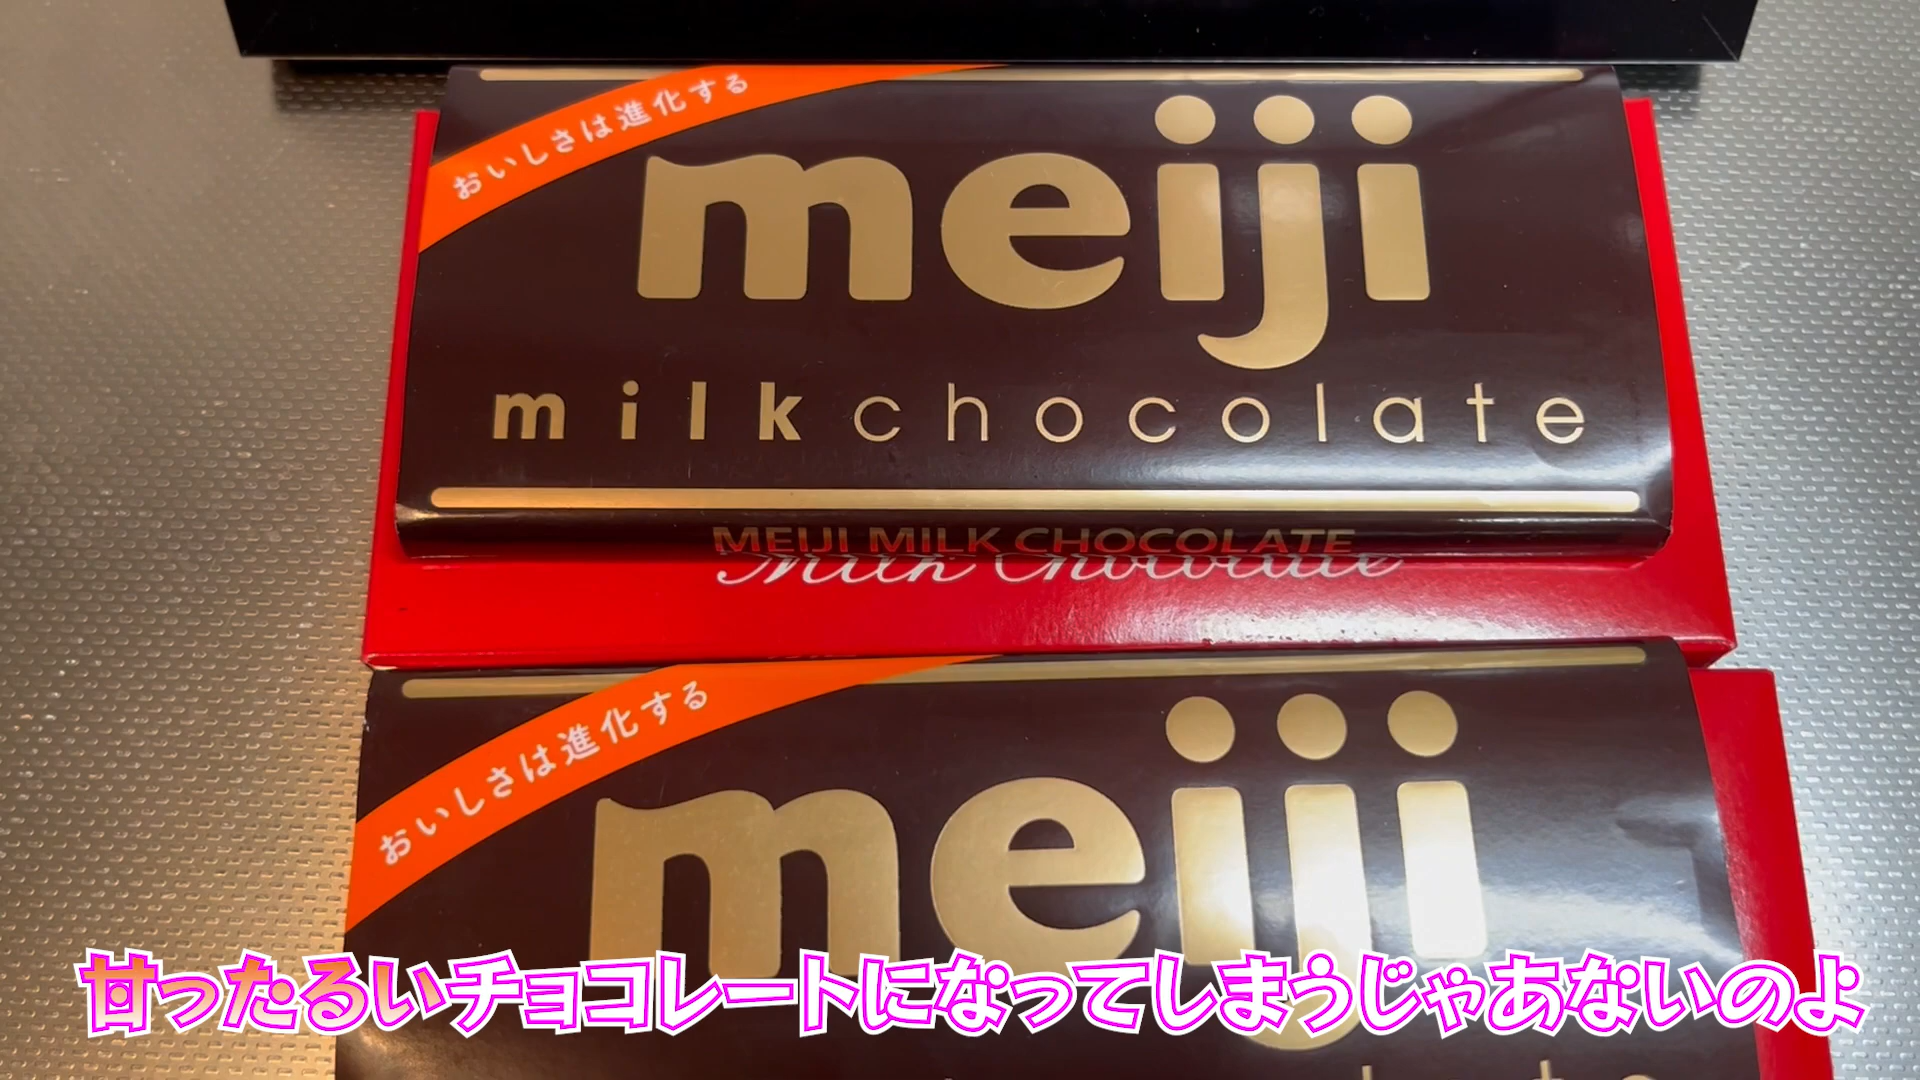 おいしさは進化する
meiji
milk chocolate
MEIJI MILK CHOCOLATE
Milk Chocolate
おいしさは進化する
meiji
甘ったるいチョコレートになってしまうじゃあないのよ